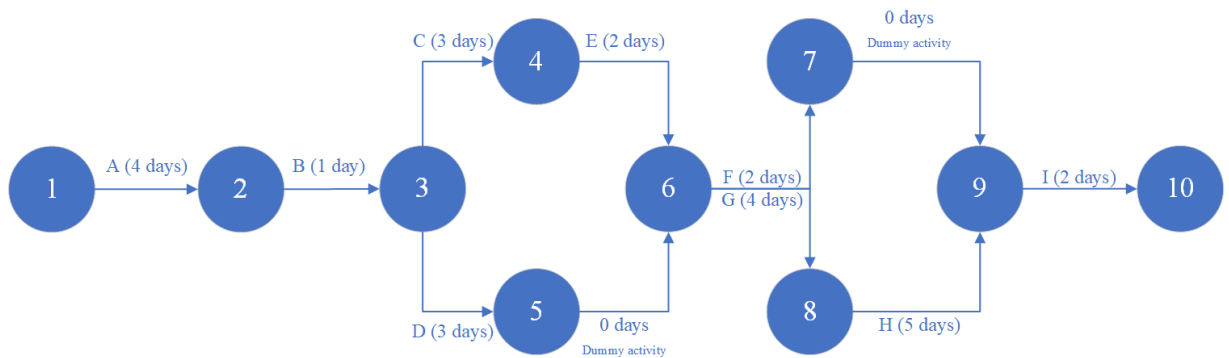 0 days
Dummy activity
C (3 days)
4
E (2 days)
7
1
A (4 days)
2
B (1 day)
3
6
F (2 days)
G (4 days)
9
I (2 days)
10
D (3 days)
5
0 days
Dummy activity
8
H (5 days)